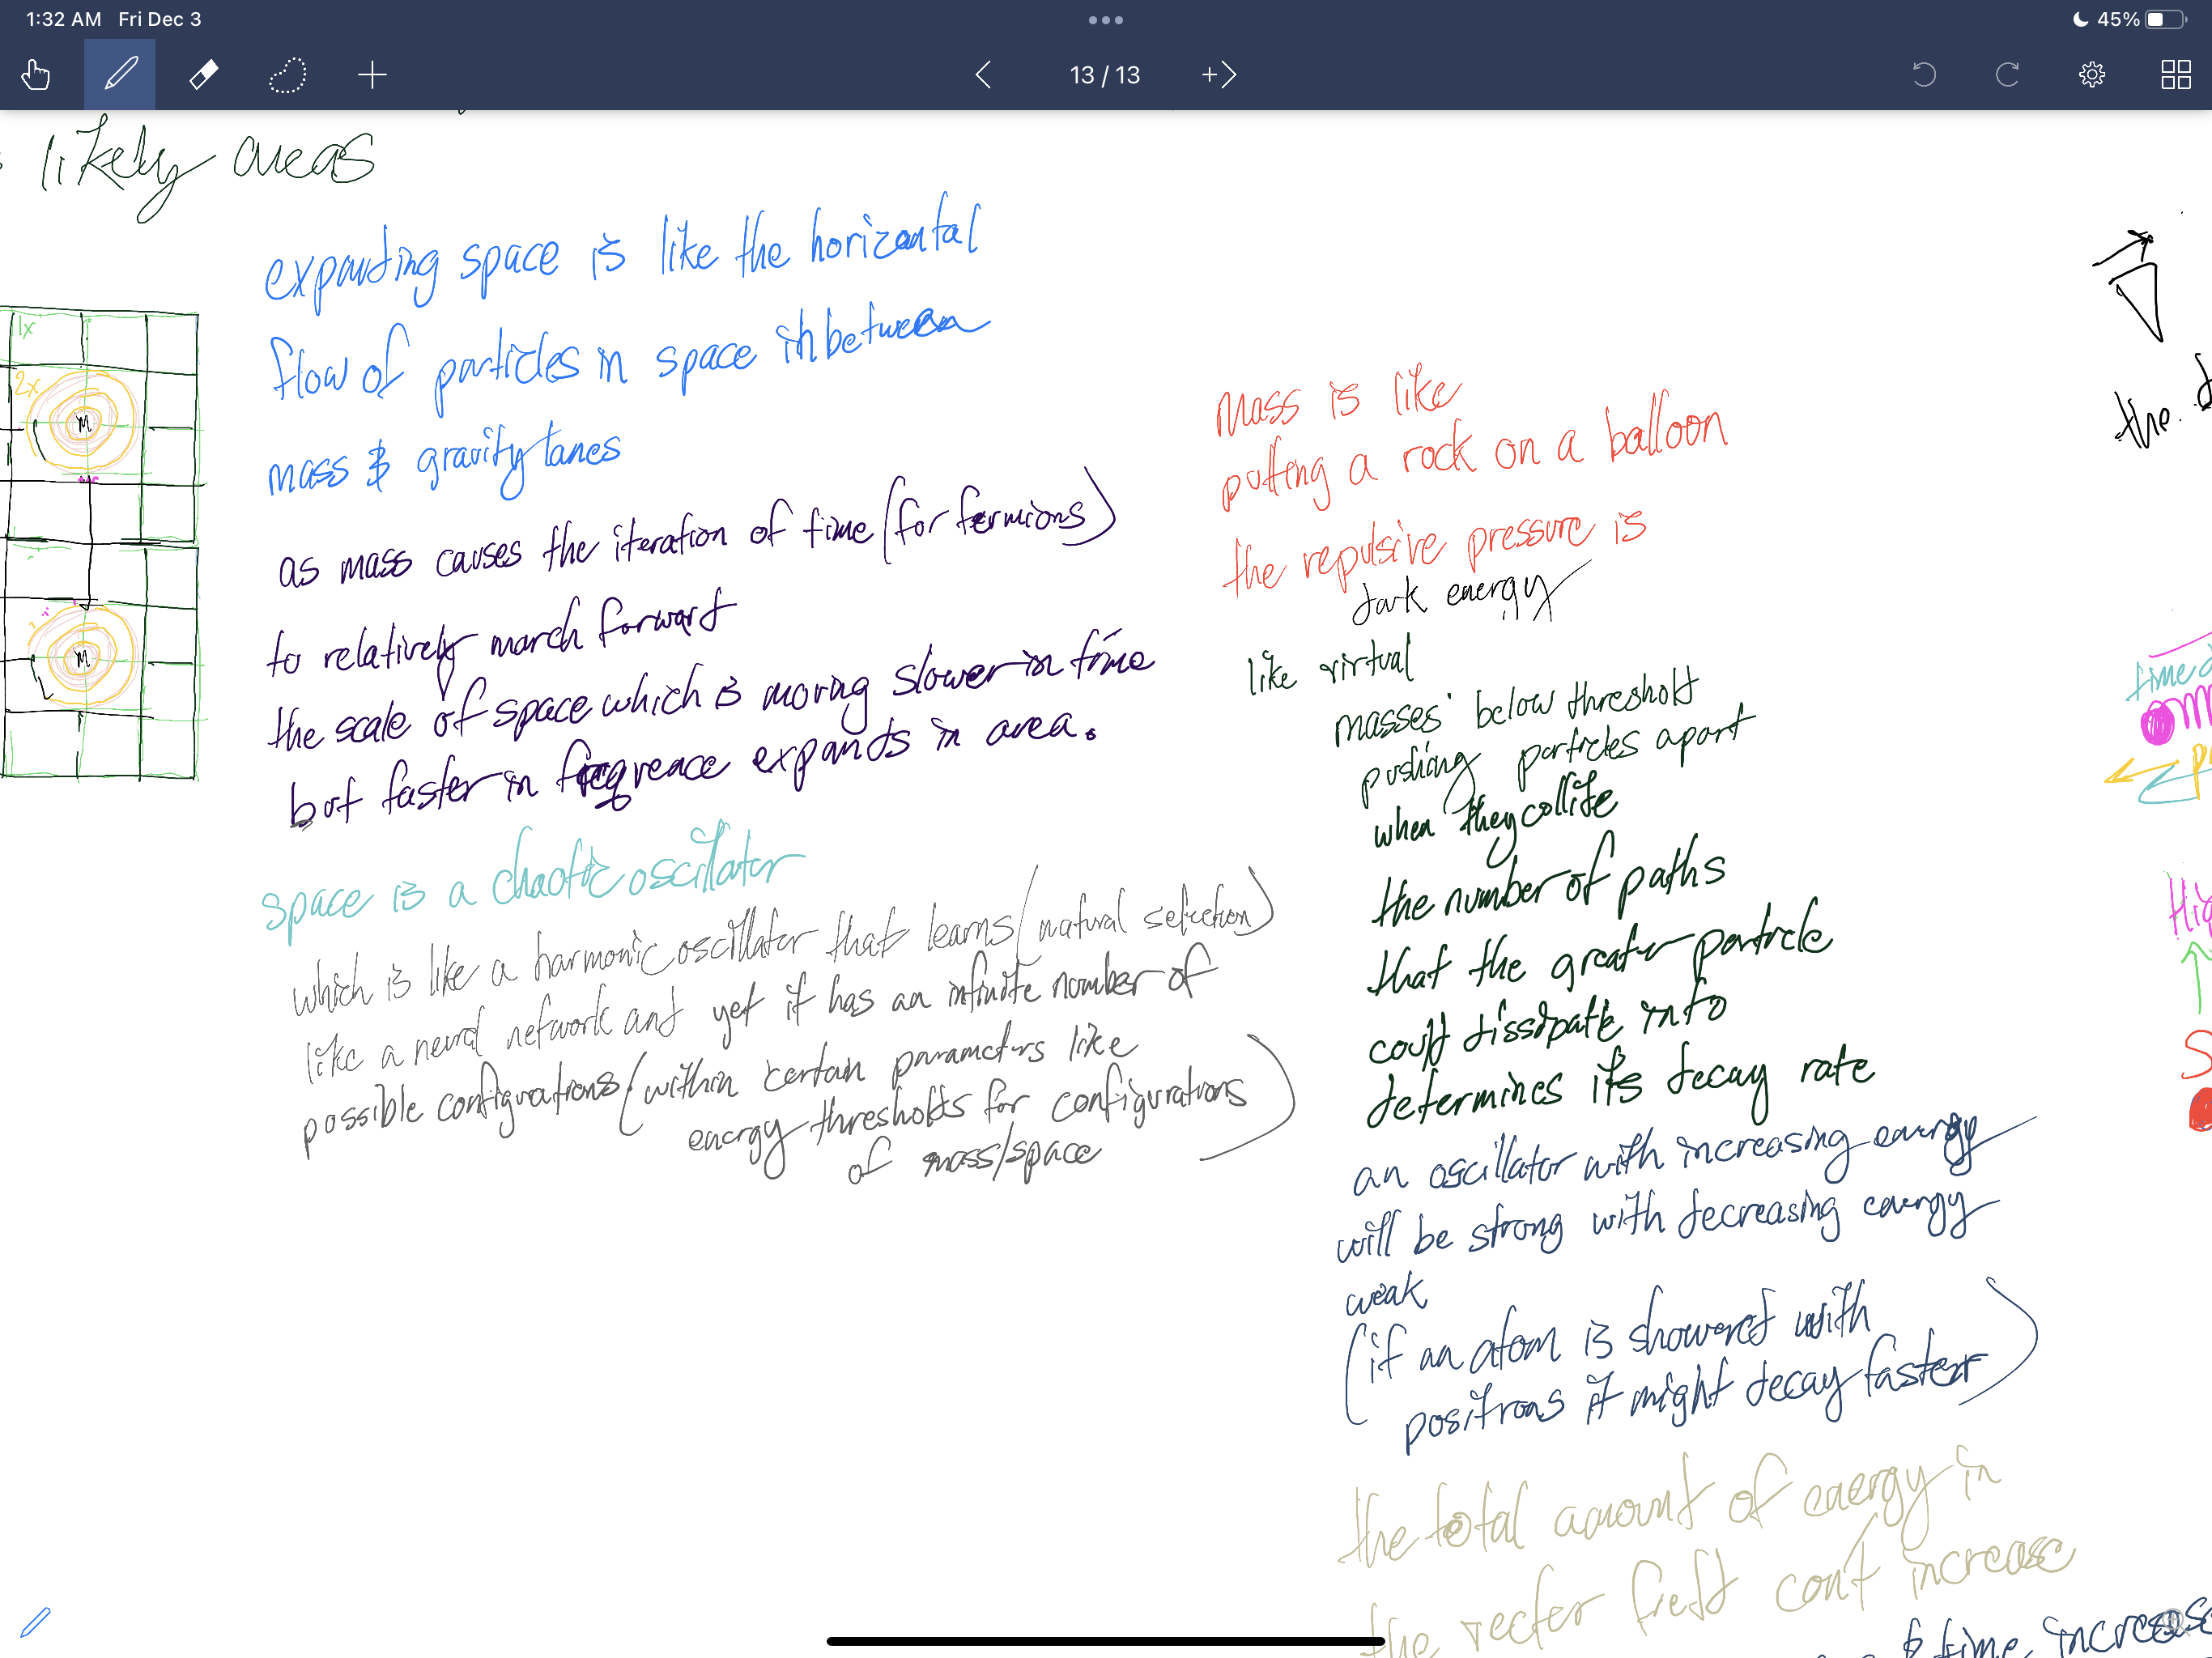 1:32 AM Fri Dec 3
45%
13 / 13
likely areas
1x
2x
M
M
expanding space is like the horizontal
flow of particles in space inbetween
mass & gravity lanes
as mass causes the iteration of time (for fermions)
to relatively march forward
the scale of space which is moving slower in time
but faster in freqreace expands in area.
space is a chaotic oscillator
which is like a harmonic oscillator that learns (natural selection)
like a neural network and yet it has an infinite number of
possible configurations (within certain parameters like
energy thresholds for configurations
of mass/space)
Mass is like
putting a rock on a balloon
the repulsive pressure is
dark energy
like virtual
masses below threshold
pushing particles apart
when they collide
the number of paths
that the greater particle
could dissipate into
determines its decay rate
an oscillator with increasing energy
will be strong with decreasing energy
weak
(if an atom is showered with
positrons it might decay faster)
the total amount of energy in
the vector field cont increase
& time increase
the
time